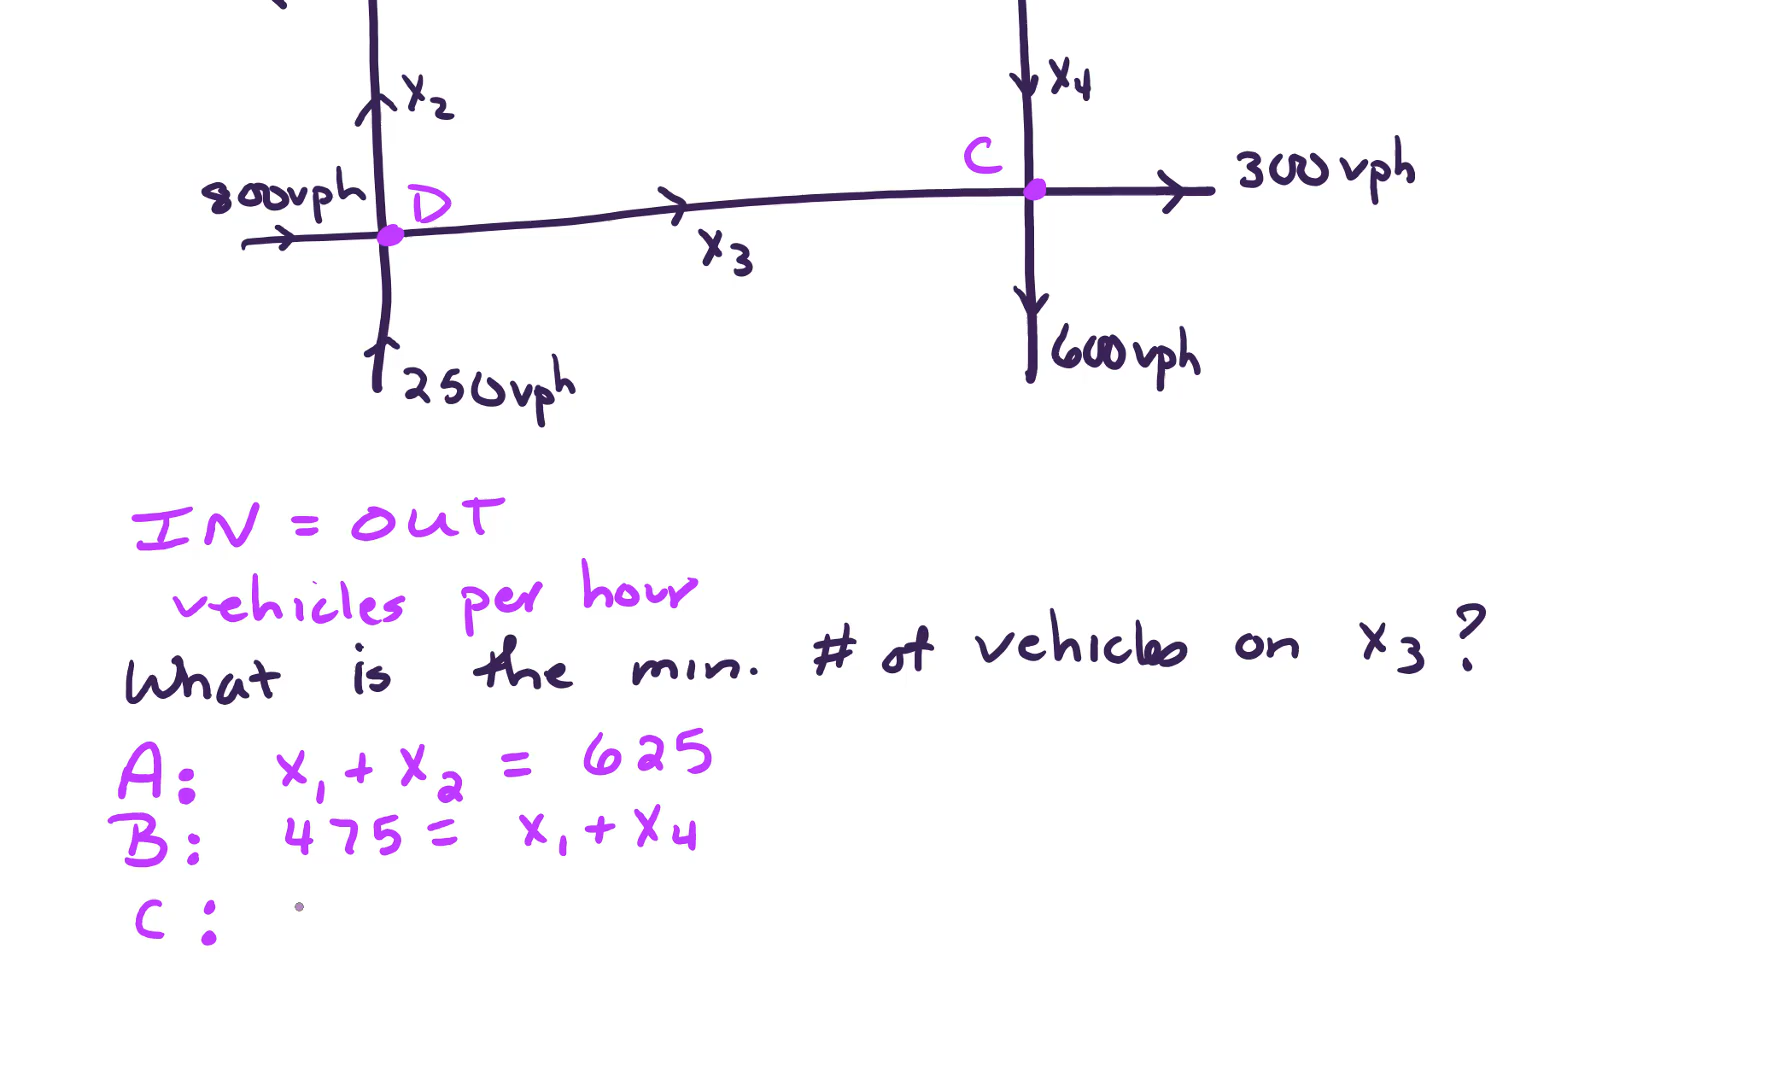 x2
x4
C
300vph
800vph
D
x3
600vph
250vph
IN = OUT
vehicles per hour
What is the min. # of vehicles on x3?
A: x1 + x2 = 625
B: 475 = x1 + x4
C: